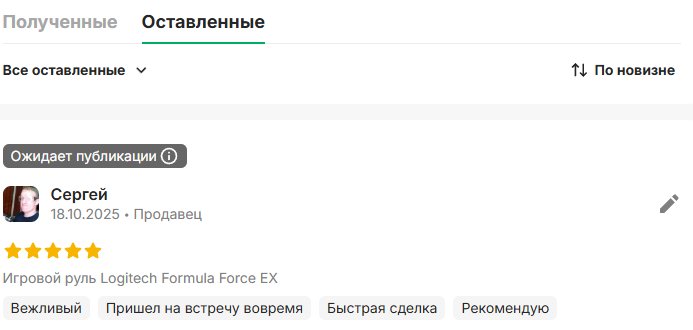 Полученные Оставленные
Все оставленные По новизне
Ожидает публикации
Сергей
18.10.2025 • Продавец
Игровой руль Logitech Formula Force EX
Вежливый Пришел на встречу вовремя Быстрая сделка Рекомендую